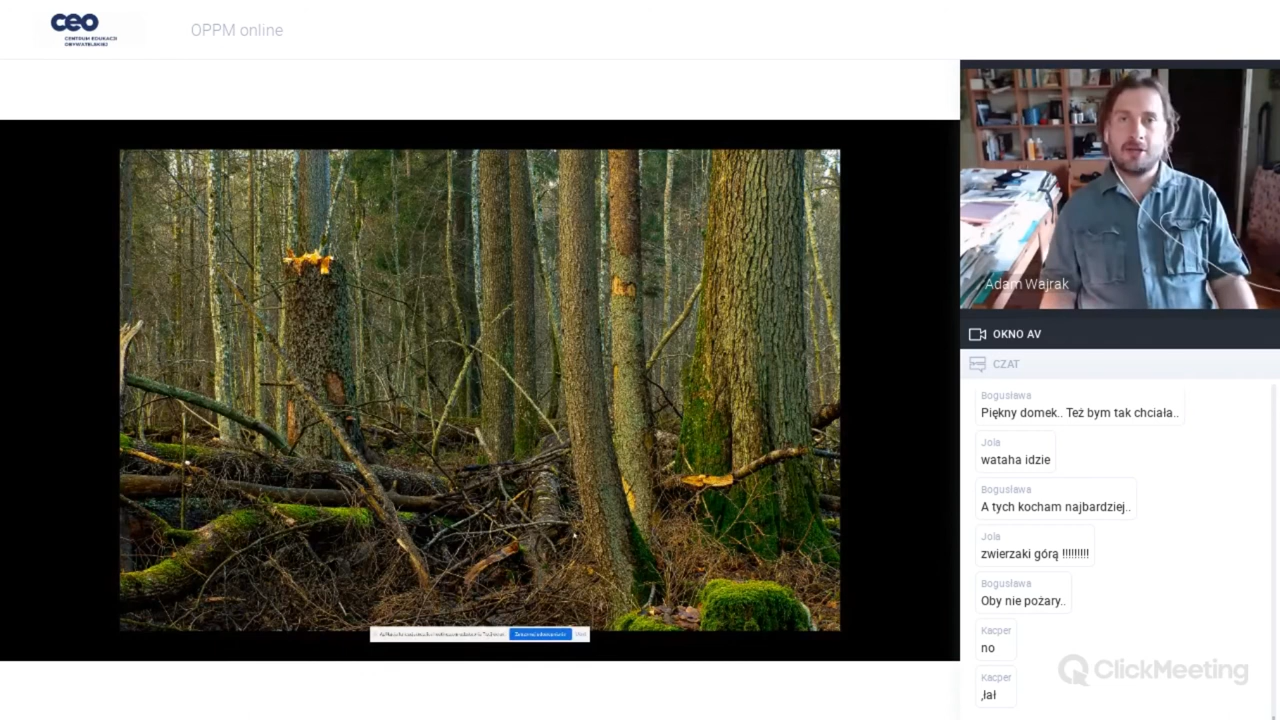 ceo
CENTRUM EDUKACJI
OBYWATELSKIEJ
OPPM online
Adam Wajrak
OKNO AV
CZAT
Bogusława
Piękny domek.. Też bym tak chciała..
Jola
wataha idzie
Bogusława
A tych kocham najbardziej..
Jola
zwierzaki górą !!!!!!!!!
Bogusława
Oby nie pożary..
Kacper
no
Kacper
,łał
ClickMeeting